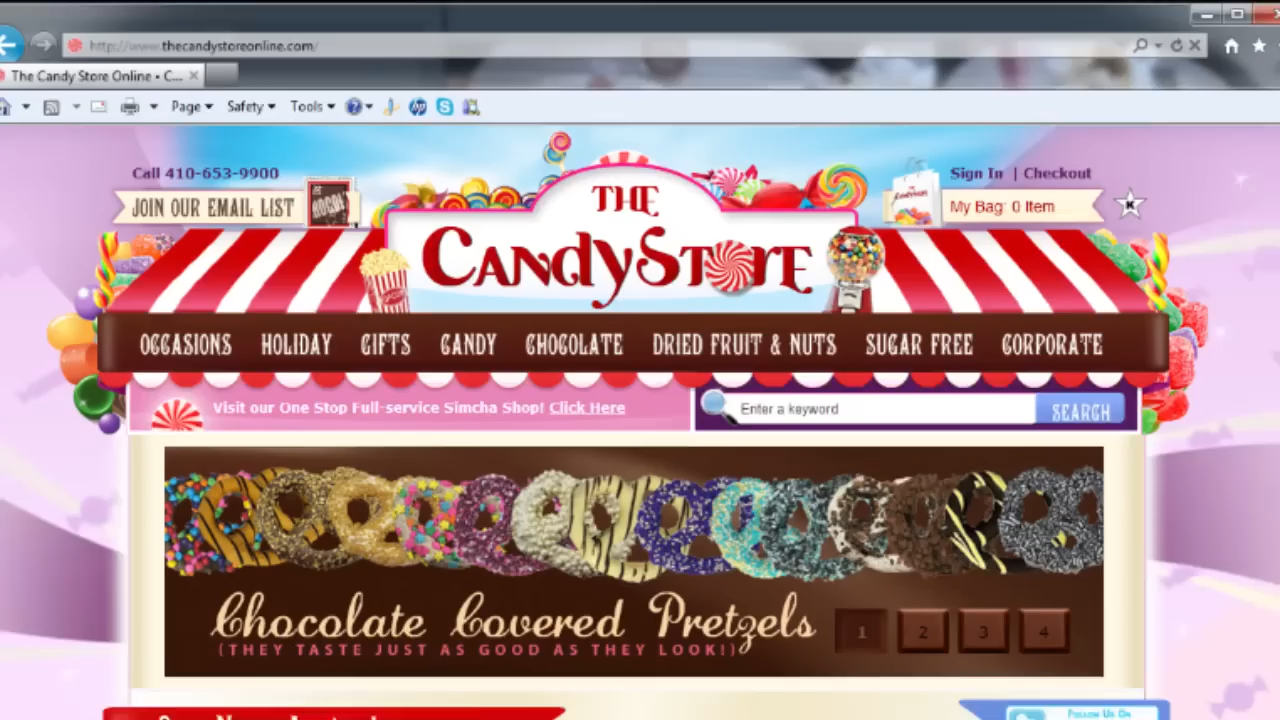 http://www.thecandystoreonline.com/
The Candy Store Online • C...
Page
Safety
Tools
Call 410-653-9900
Sign In | Checkout
JOIN OUR EMAIL LIST
My Bag: 0 Item
K
THE
CANDYSTORE
OCCASIONS HOLIDAY GIFTS CANDY CHOCOLATE DRIED FRUIT & NUTS SUGAR FREE CORPORATE
Visit our One Stop Full-service Simcha Shop! Click Here
Enter a keyword
SEARCH
Chocolate Covered Pretzels
(THEY TASTE JUST AS GOOD AS THEY LOOK!)
1 2 3 4
FOLLOW US ON